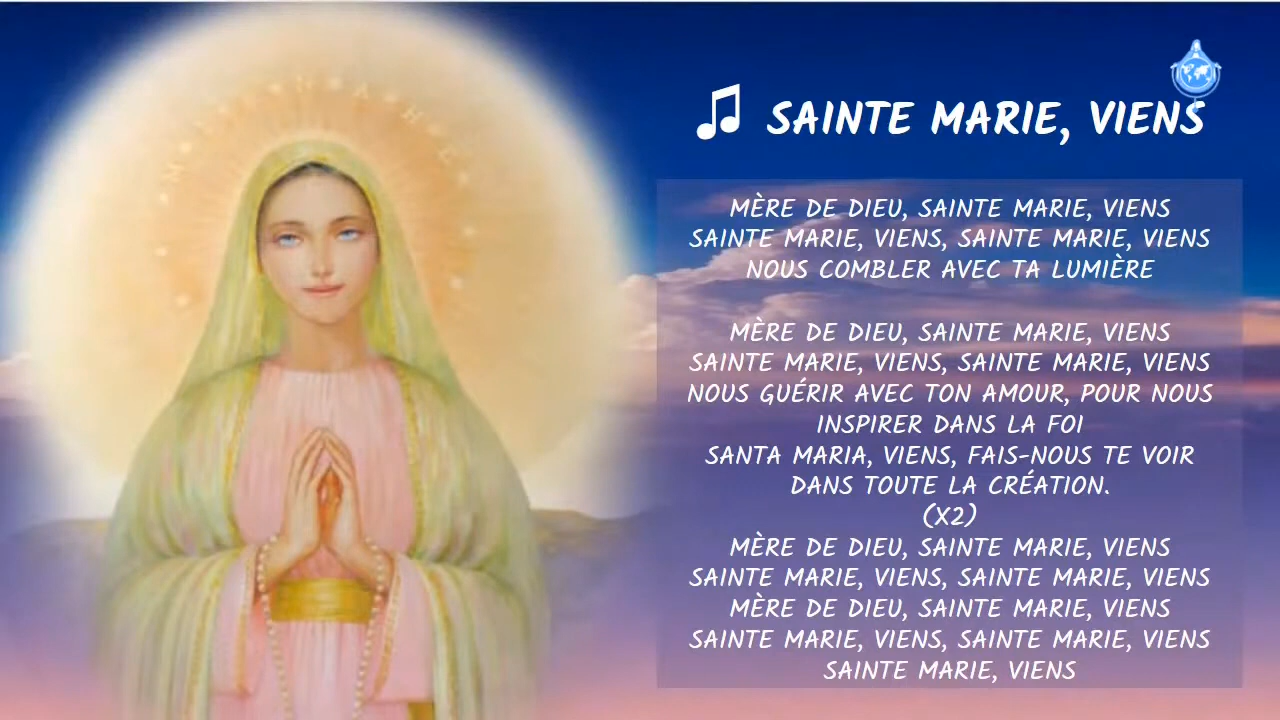 SAINTE MARIE, VIENS
MÈRE DE DIEU, SAINTE MARIE, VIENS
SAINTE MARIE, VIENS, SAINTE MARIE, VIENS
NOUS COMBLER AVEC TA LUMIÈRE
MÈRE DE DIEU, SAINTE MARIE, VIENS
SAINTE MARIE, VIENS, SAINTE MARIE, VIENS
NOUS GUÉRIR AVEC TON AMOUR, POUR NOUS
INSPIRER DANS LA FOI
SANTA MARIA, VIENS, FAIS-NOUS TE VOIR
DANS TOUTE LA CRÉATION.
(X2)
MÈRE DE DIEU, SAINTE MARIE, VIENS
SAINTE MARIE, VIENS, SAINTE MARIE, VIENS
MÈRE DE DIEU, SAINTE MARIE, VIENS
SAINTE MARIE, VIENS, SAINTE MARIE, VIENS
SAINTE MARIE, VIENS